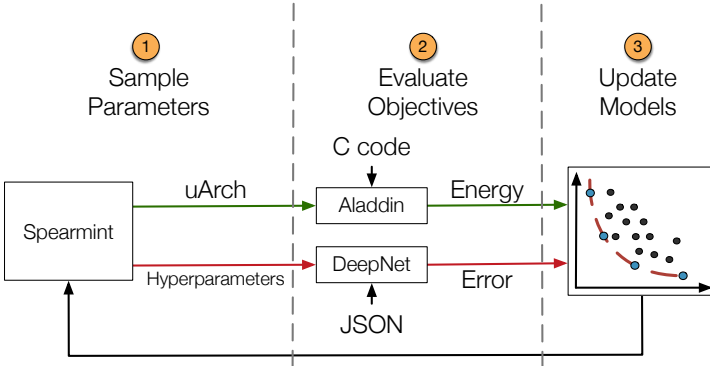 1
Sample
Parameters
2
Evaluate
Objectives
3
Update
Models
C code
uArch
Aladdin
Energy
Spearmint
Hyperparameters
DeepNet
Error
JSON